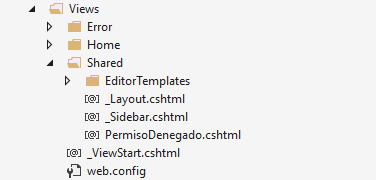 Views
Error
Home
Shared
EditorTemplates
[@] _Layout.cshtml
[@] _Sidebar.cshtml
[@] PermisoDenegado.cshtml
[@] _ViewStart.cshtml
web.config